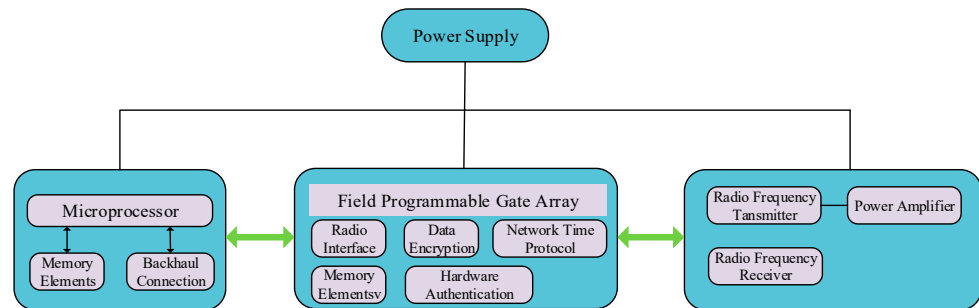 Power Supply
Microprocessor
Memory
Elements
Backhaul
Connection
Field Programmable Gate Array
Radio
Interface
Data
Encryption
Network Time
Protocol
Memory
Elementsv
Hardware
Authentication
Radio Frequency
Tansmitter
Power Amplifier
Radio Frequency
Receiver